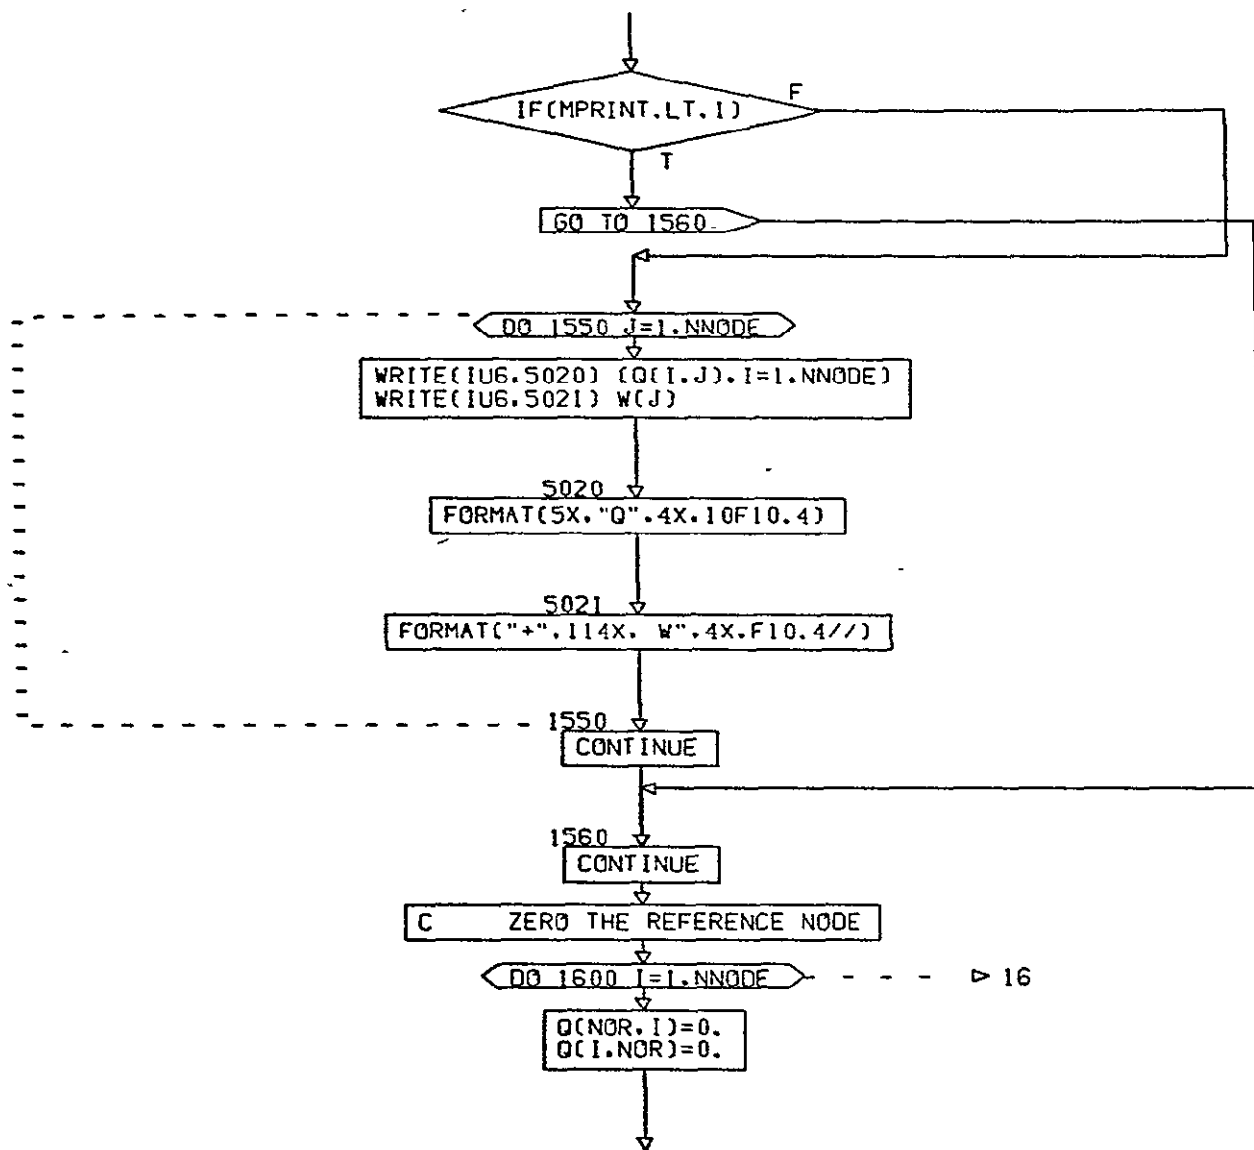 IF(MPRINT.LT.1)
F
T
GO TO 1560
DO 1550 J=1.NNODE
WRITE(IU6.5020) (Q(I.J).I=1.NNODE)
WRITE(IU6.5021) W(J)
5020
FORMAT(5X."Q".4X.10F10.4)
5021
FORMAT("+".114X. W".4X.F10.4//)
1550
CONTINUE
1560
CONTINUE
C ZERO THE REFERENCE NODE
DO 1600 I=1.NNODE
16
Q(NOR.I)=0.
Q(I.NOR)=0.